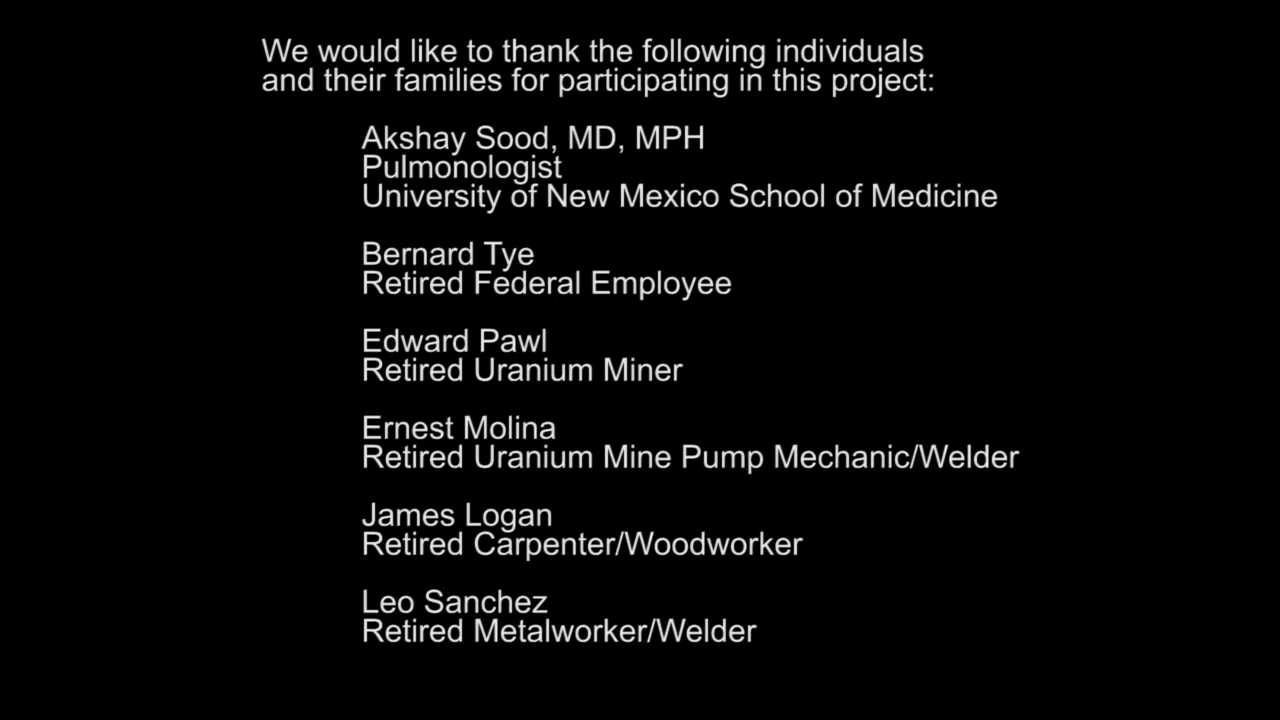 We would like to thank the following individuals
and their families for participating in this project:
Akshay Sood, MD, MPH
Pulmonologist
University of New Mexico School of Medicine
Bernard Tye
Retired Federal Employee
Edward Pawl
Retired Uranium Miner
Ernest Molina
Retired Uranium Mine Pump Mechanic/Welder
James Logan
Retired Carpenter/Woodworker
Leo Sanchez
Retired Metalworker/Welder